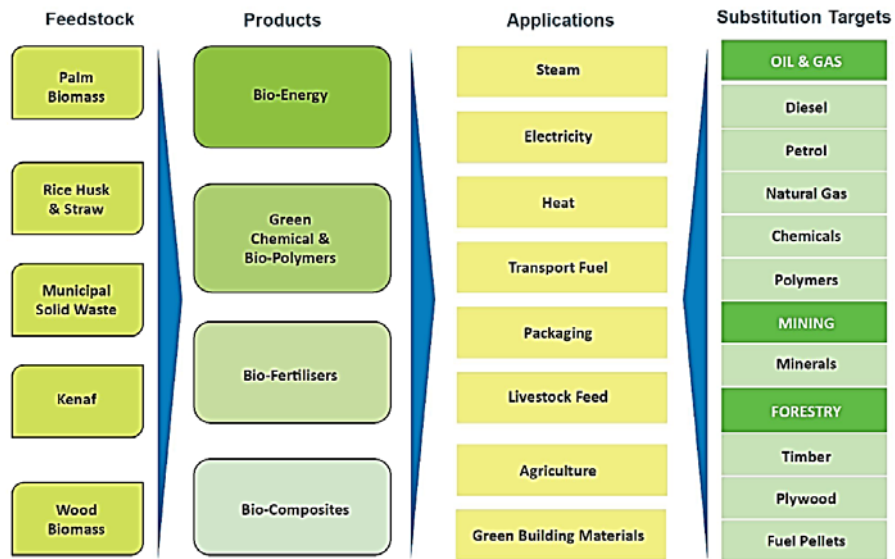 Feedstock
Palm
Biomass
Rice Husk
& Straw
Municipal
Solid Waste
Kenaf
Wood
Biomass
Products
Bio-Energy
Green
Chemical &
Bio-Polymers
Bio-Fertilisers
Bio-Composites
Applications
Steam
Electricity
Heat
Transport Fuel
Packaging
Livestock Feed
Agriculture
Green Building Materials
Substitution Targets
OIL & GAS
Diesel
Petrol
Natural Gas
Chemicals
Polymers
MINING
Minerals
FORESTRY
Timber
Plywood
Fuel Pellets